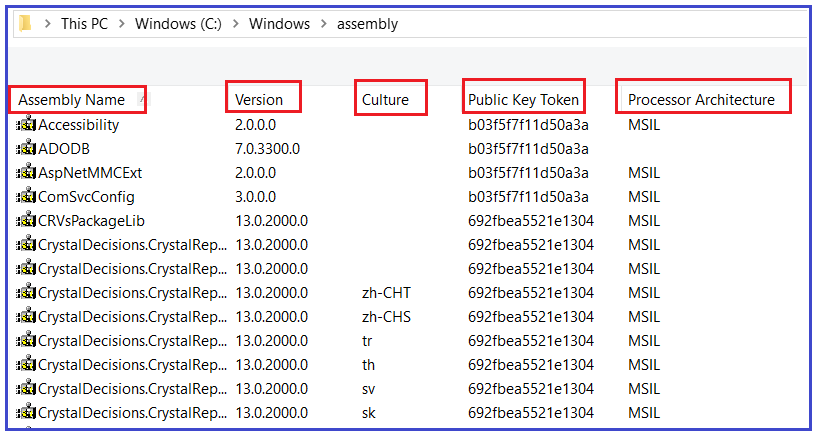 This PC > Windows (C:) > Windows > assembly
Assembly Name Version Culture Public Key Token Processor Architecture
Accessibility 2.0.0.0 b03f5f7f11d50a3a MSIL
ADODB 7.0.3300.0 b03f5f7f11d50a3a
AspNetMMCExt 2.0.0.0 b03f5f7f11d50a3a MSIL
ComSvcConfig 3.0.0.0 b03f5f7f11d50a3a MSIL
CRVsPackageLib 13.0.2000.0 692fbea5521e1304 MSIL
CrystalDecisions.CrystalRep... 13.0.2000.0 692fbea5521e1304 MSIL
CrystalDecisions.CrystalRep... 13.0.2000.0 692fbea5521e1304 MSIL
CrystalDecisions.CrystalRep... 13.0.2000.0 zh-CHT 692fbea5521e1304 MSIL
CrystalDecisions.CrystalRep... 13.0.2000.0 zh-CHS 692fbea5521e1304 MSIL
CrystalDecisions.CrystalRep... 13.0.2000.0 tr 692fbea5521e1304 MSIL
CrystalDecisions.CrystalRep... 13.0.2000.0 th 692fbea5521e1304 MSIL
CrystalDecisions.CrystalRep... 13.0.2000.0 sv 692fbea5521e1304 MSIL
CrystalDecisions.CrystalRep... 13.0.2000.0 sk 692fbea5521e1304 MSIL